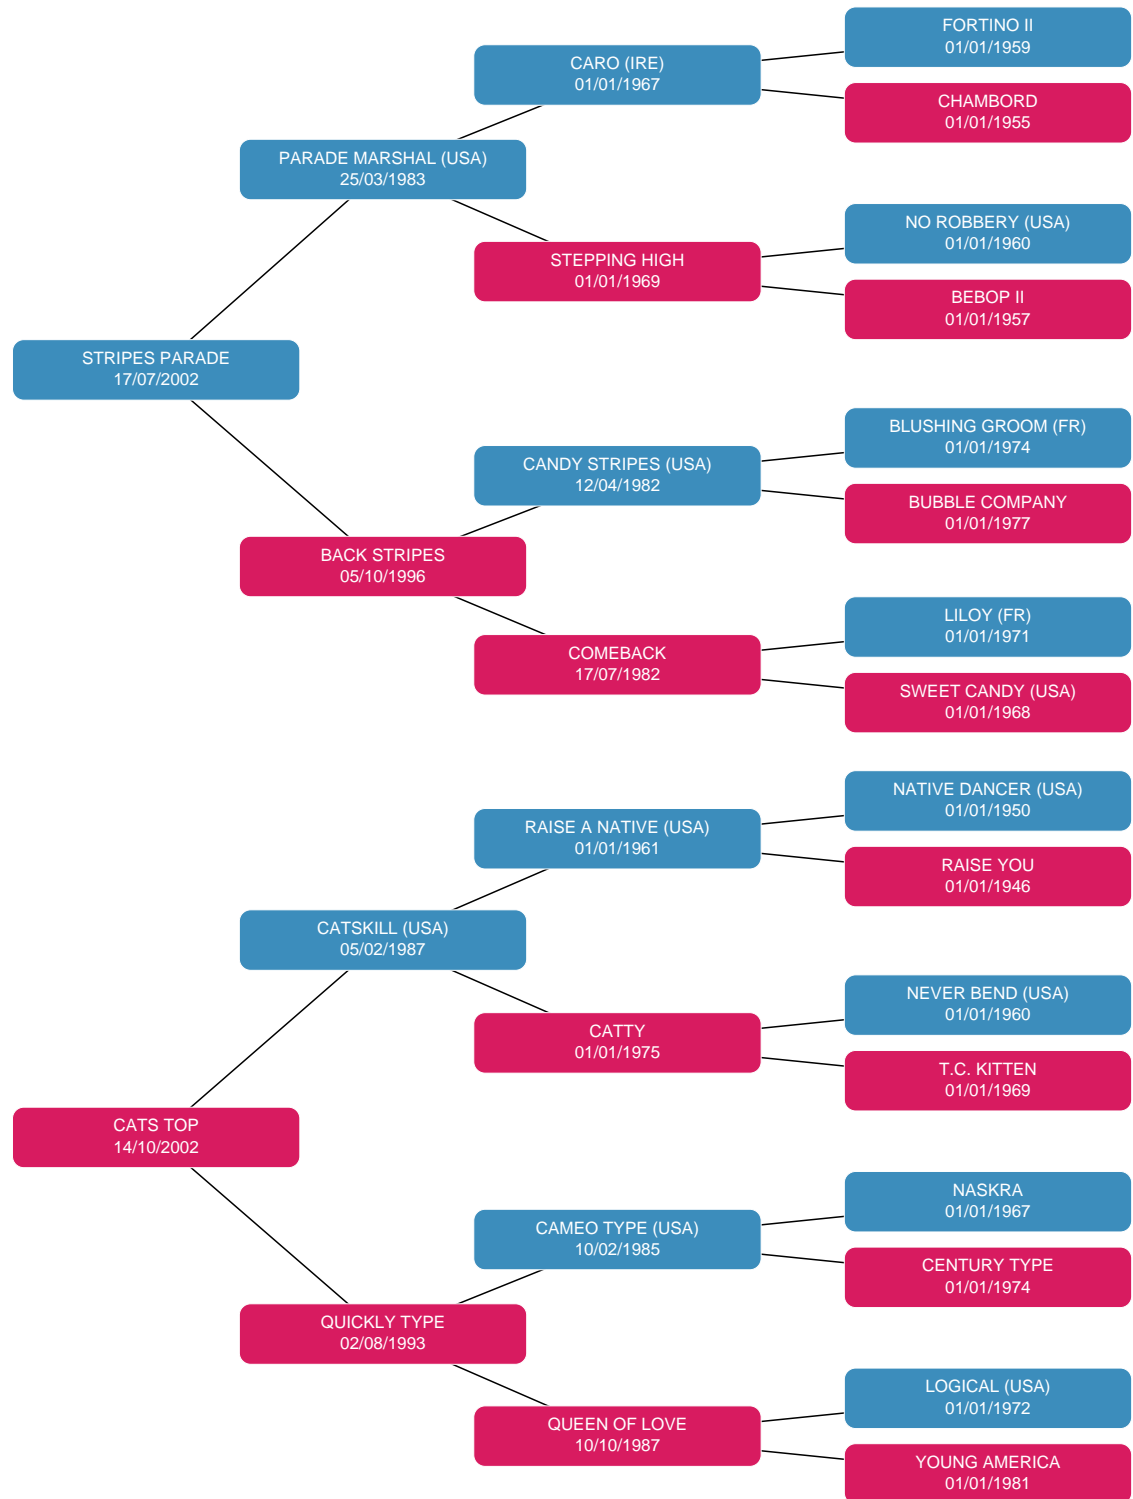 FORTINO II
01/01/1959
CARO (IRE)
01/01/1967
CHAMBORD
01/01/1955
PARADE MARSHAL (USA)
25/03/1983
NO ROBBERY (USA)
01/01/1960
STEPPING HIGH
01/01/1969
BEBOP II
01/01/1957
STRIPES PARADE
17/07/2002
BLUSHING GROOM (FR)
01/01/1974
CANDY STRIPES (USA)
12/04/1982
BUBBLE COMPANY
01/01/1977
BACK STRIPES
05/10/1996
LILOY (FR)
01/01/1971
COMEBACK
17/07/1982
SWEET CANDY (USA)
01/01/1968
NATIVE DANCER (USA)
01/01/1950
RAISE A NATIVE (USA)
01/01/1961
RAISE YOU
01/01/1946
CATSKILL (USA)
05/02/1987
NEVER BEND (USA)
01/01/1960
CATTY
01/01/1975
T.C. KITTEN
01/01/1969
CATS TOP
14/10/2002
NASKRA
01/01/1967
CAMEO TYPE (USA)
10/02/1985
CENTURY TYPE
01/01/1974
QUICKLY TYPE
02/08/1993
LOGICAL (USA)
01/01/1972
QUEEN OF LOVE
10/10/1987
YOUNG AMERICA
01/01/1981